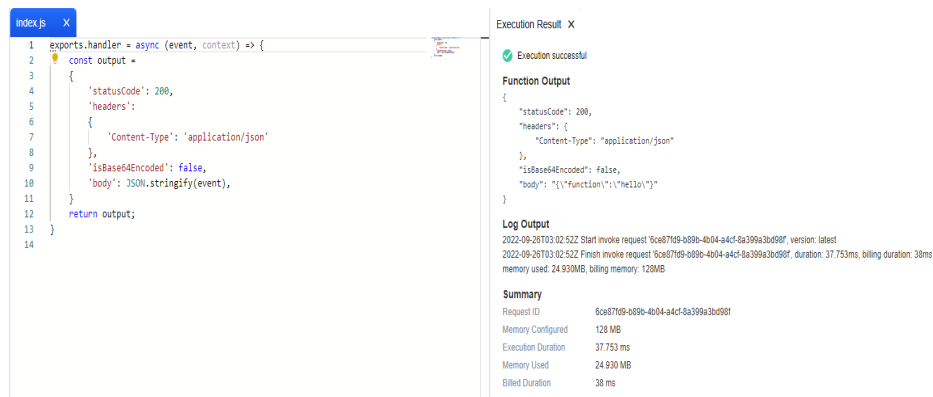 index.js X
1 exports.handler = async (event, context) => {
2 const output =
3 {
4 'statusCode': 200,
5 'headers':
6 {
7 'Content-Type': 'application/json'
8 },
9 'isBase64Encoded': false,
10 'body': JSON.stringify(event),
11 }
12 return output;
13 }
14
Execution Result X
Execution successful
Function Output
{
"statusCode": 200,
"headers": {
"Content-Type": "application/json"
},
"isBase64Encoded": false,
"body": "{\"function\":\"hello\"}"
}
Log Output
2022-09-26T03:02:52Z Start invoke request '6ce87fd9-b89b-4b04-a4cf-8a399a3bd98f', version: latest
2022-09-26T03:02:52Z Finish invoke request '6ce87fd9-b89b-4b04-a4cf-8a399a3bd98f', duration: 37.753ms, billing duration: 38ms
memory used: 24.930MB, billing memory: 128MB
Summary
Request ID 6ce87fd9-b89b-4b04-a4cf-8a399a3bd98f
Memory Configured 128 MB
Execution Duration 37.753 ms
Memory Used 24.930 MB
Billed Duration 38 ms